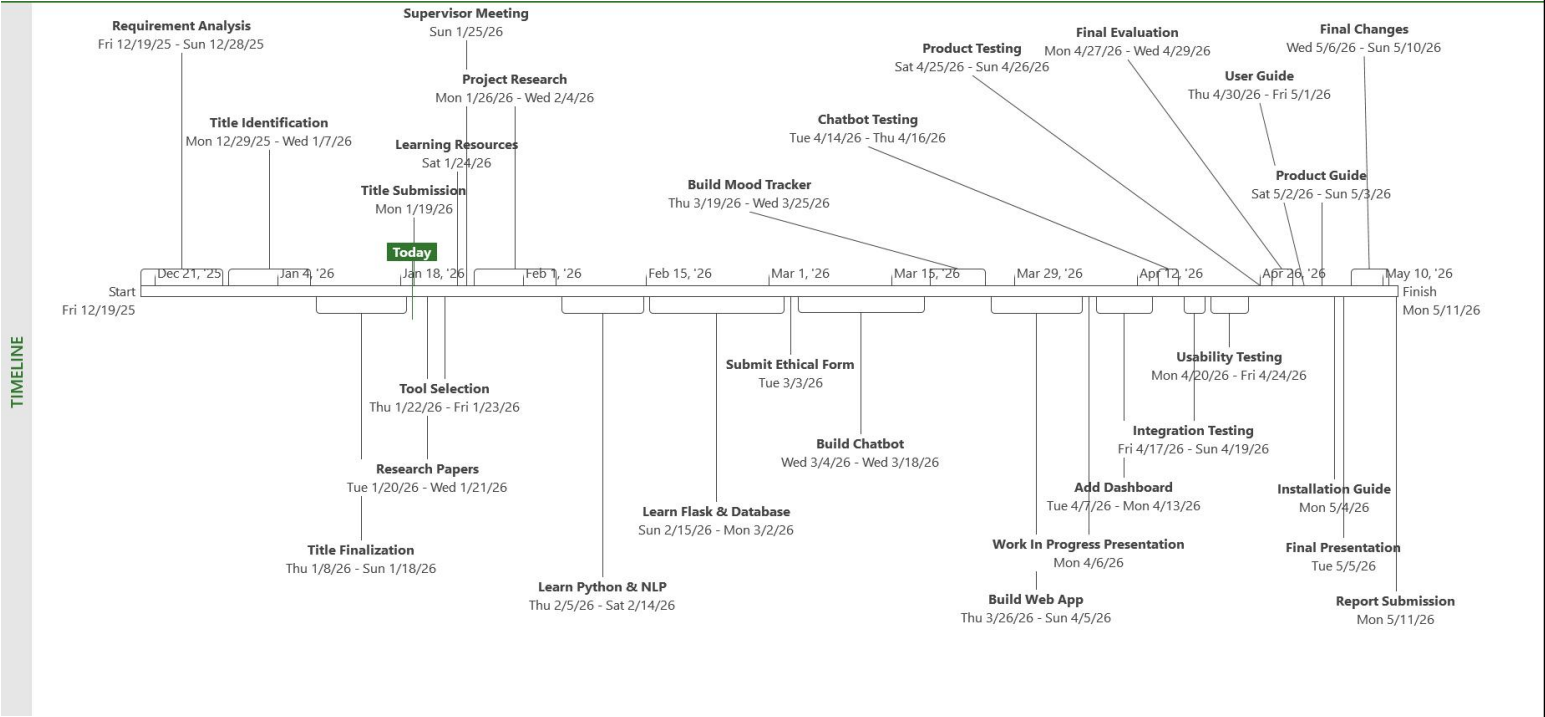 Supervisor Meeting
Sun 1/25/26
Requirement Analysis
Fri 12/19/25 - Sun 12/28/25
Final Changes
Wed 5/6/26 - Sun 5/10/26
Final Evaluation
Mon 4/27/26 - Wed 4/29/26
Product Testing
Sat 4/25/26 - Sun 4/26/26
Project Research
Mon 1/26/26 - Wed 2/4/26
User Guide
Thu 4/30/26 - Fri 5/1/26
Title Identification
Mon 12/29/25 - Wed 1/7/26
Chatbot Testing
Tue 4/14/26 - Thu 4/16/26
Learning Resources
Sat 1/24/26
Product Guide
Sat 5/2/26 - Sun 5/3/26
Title Submission
Mon 1/19/26
Build Mood Tracker
Thu 3/19/26 - Wed 3/25/26
Today
Dec 21, '25
Jan 4, '26
Jan 18, '26
Feb 1, '26
Feb 15, '26
Mar 1, '26
Mar 15, '26
Mar 29, '26
Apr 12, '26
Apr 26, '26
May 10, '26
Start
Fri 12/19/25
Finish
Mon 5/11/26
TIMELINE
Submit Ethical Form
Tue 3/3/26
Usability Testing
Mon 4/20/26 - Fri 4/24/26
Tool Selection
Thu 1/22/26 - Fri 1/23/26
Build Chatbot
Wed 3/4/26 - Wed 3/18/26
Integration Testing
Fri 4/17/26 - Sun 4/19/26
Research Papers
Tue 1/20/26 - Wed 1/21/26
Add Dashboard
Tue 4/7/26 - Mon 4/13/26
Installation Guide
Mon 5/4/26
Learn Flask & Database
Sun 2/15/26 - Mon 3/2/26
Title Finalization
Thu 1/8/26 - Sun 1/18/26
Work In Progress Presentation
Mon 4/6/26
Final Presentation
Tue 5/5/26
Learn Python & NLP
Thu 2/5/26 - Sat 2/14/26
Build Web App
Thu 3/26/26 - Sun 4/5/26
Report Submission
Mon 5/11/26